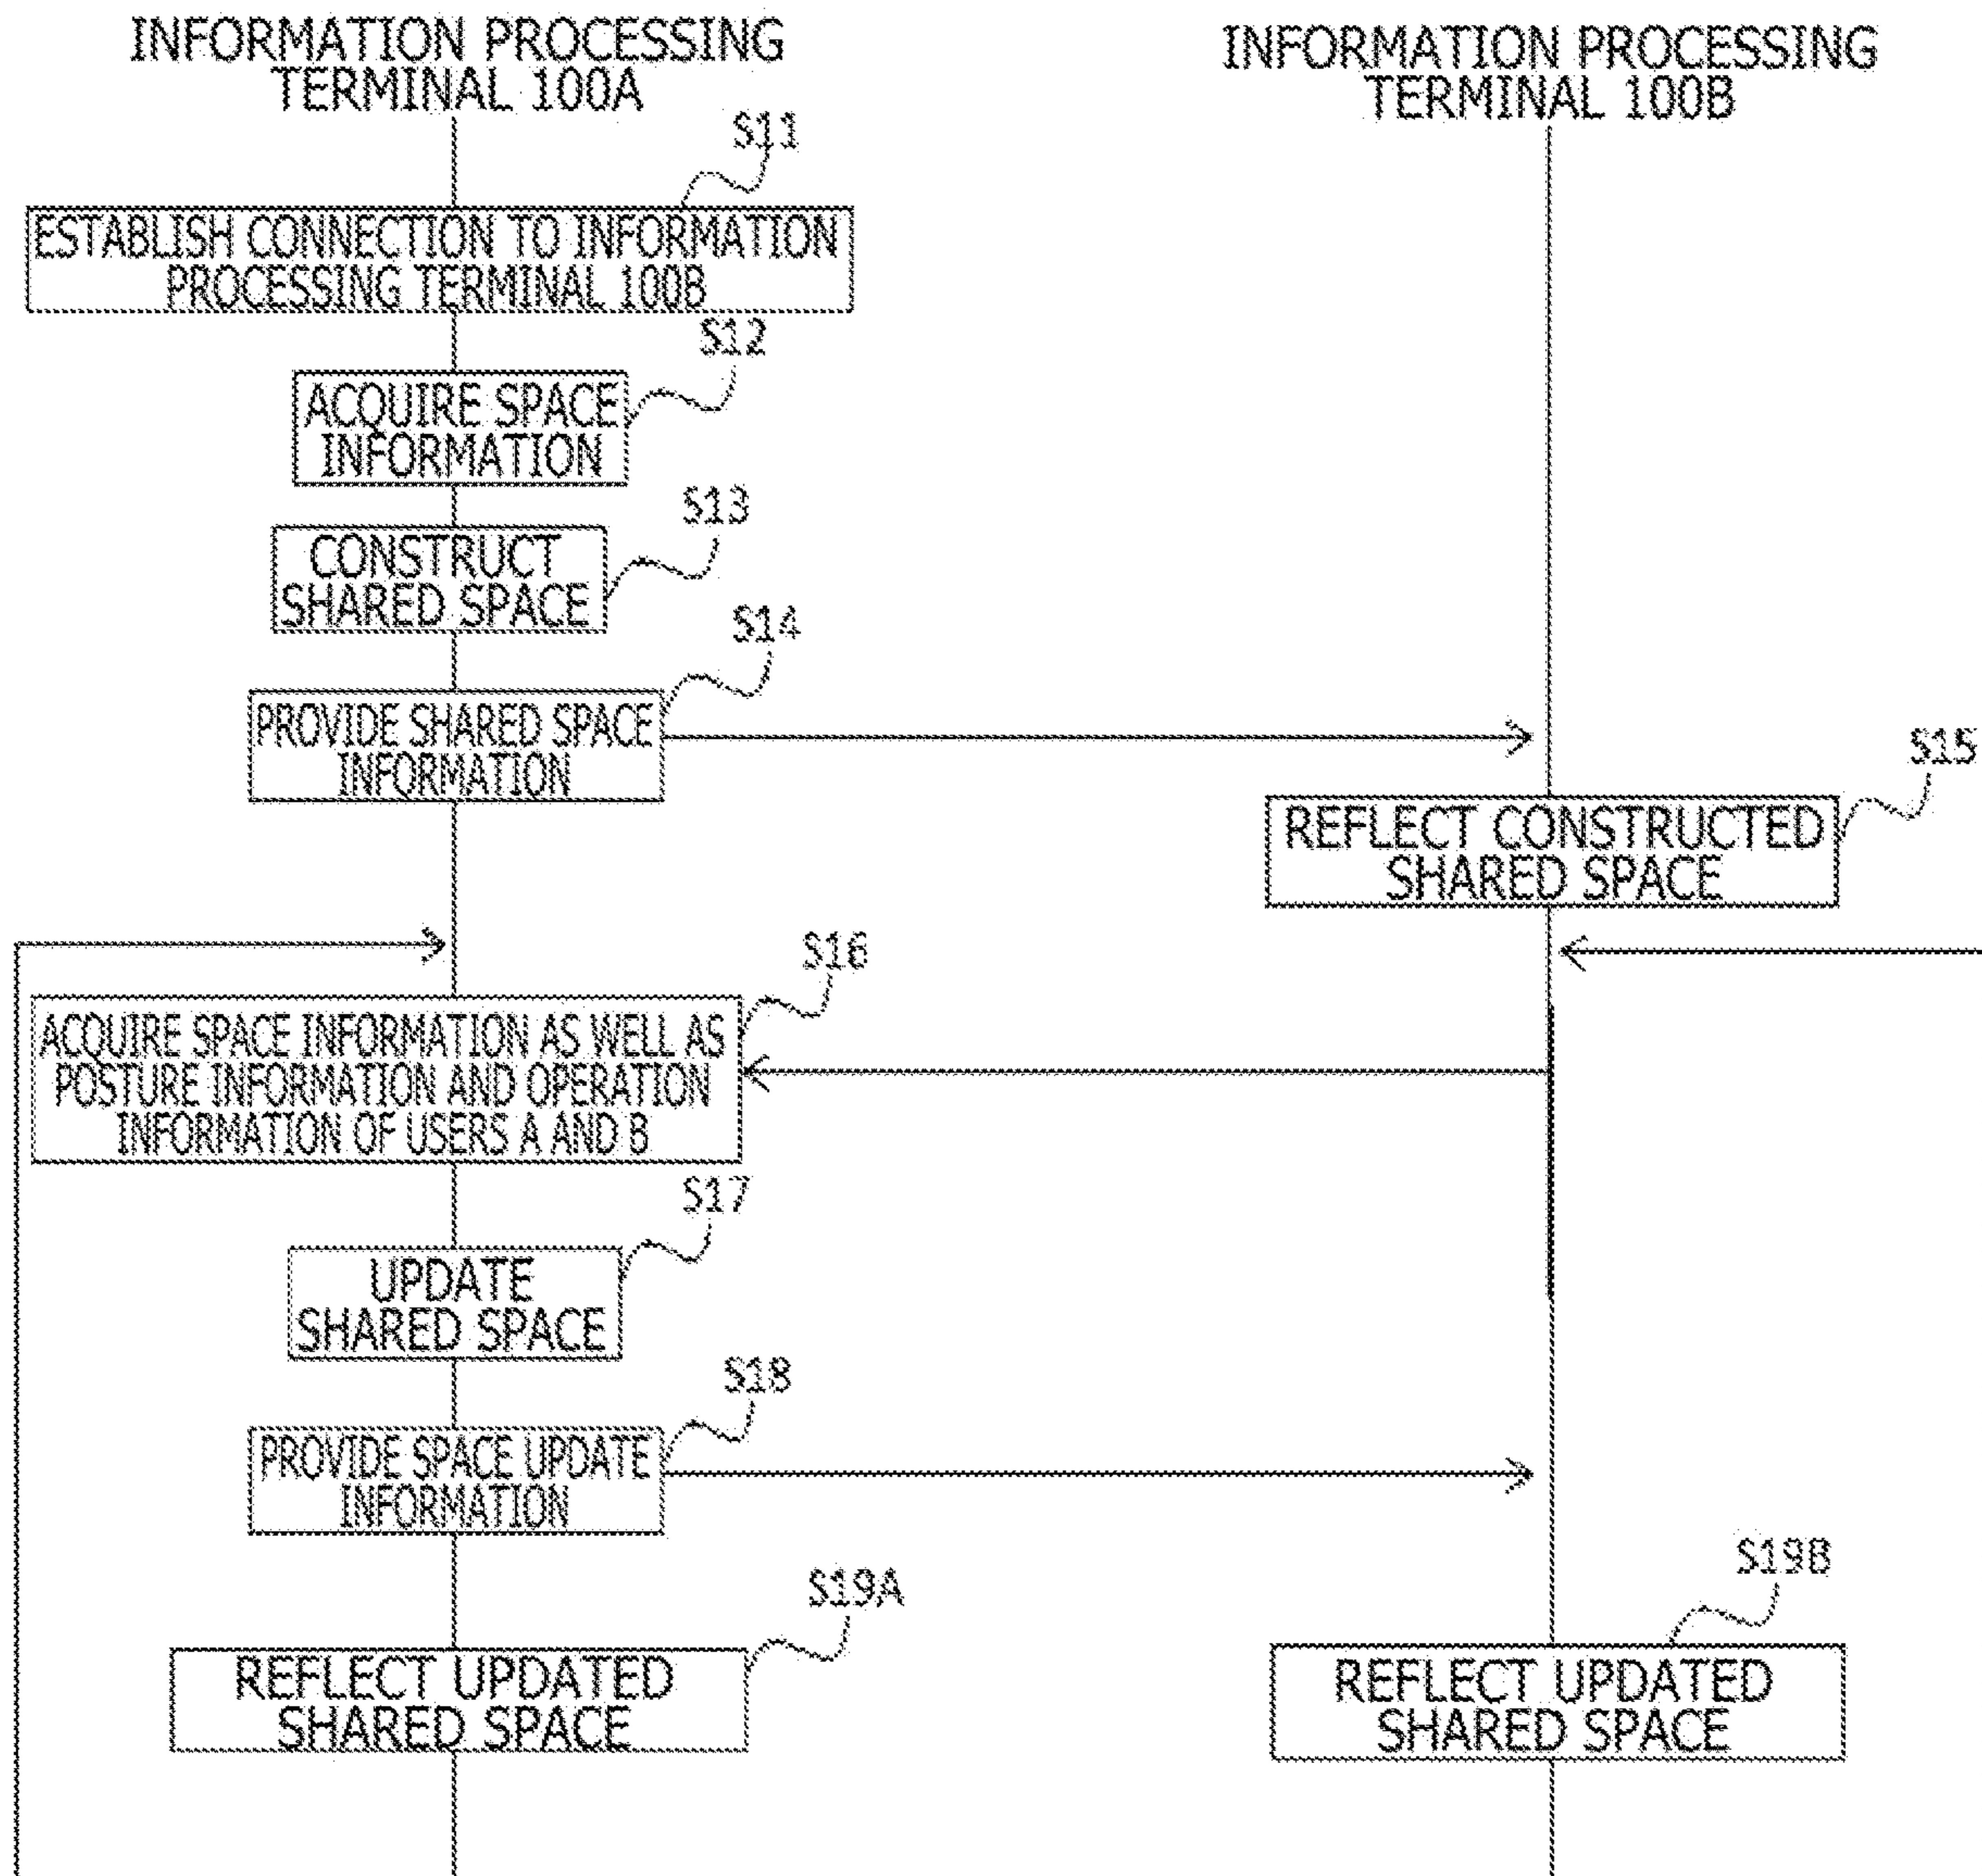 INFORMATION PROCESSING
TERMINAL 100A
INFORMATION PROCESSING
TERMINAL 100B
S11
ESTABLISH CONNECTION TO INFORMATION
PROCESSING TERMINAL 100B
S12
ACQUIRE SPACE
INFORMATION
S13
CONSTRUCT
SHARED SPACE
S14
PROVIDE SHARED SPACE
INFORMATION
S15
REFLECT CONSTRUCTED
SHARED SPACE
S16
ACQUIRE SPACE INFORMATION AS WELL AS
POSTURE INFORMATION AND OPERATION
INFORMATION OF USERS A AND B
S17
UPDATE
SHARED SPACE
S18
PROVIDE SPACE UPDATE
INFORMATION
S19A
REFLECT UPDATED
SHARED SPACE
S19B
REFLECT UPDATED
SHARED SPACE